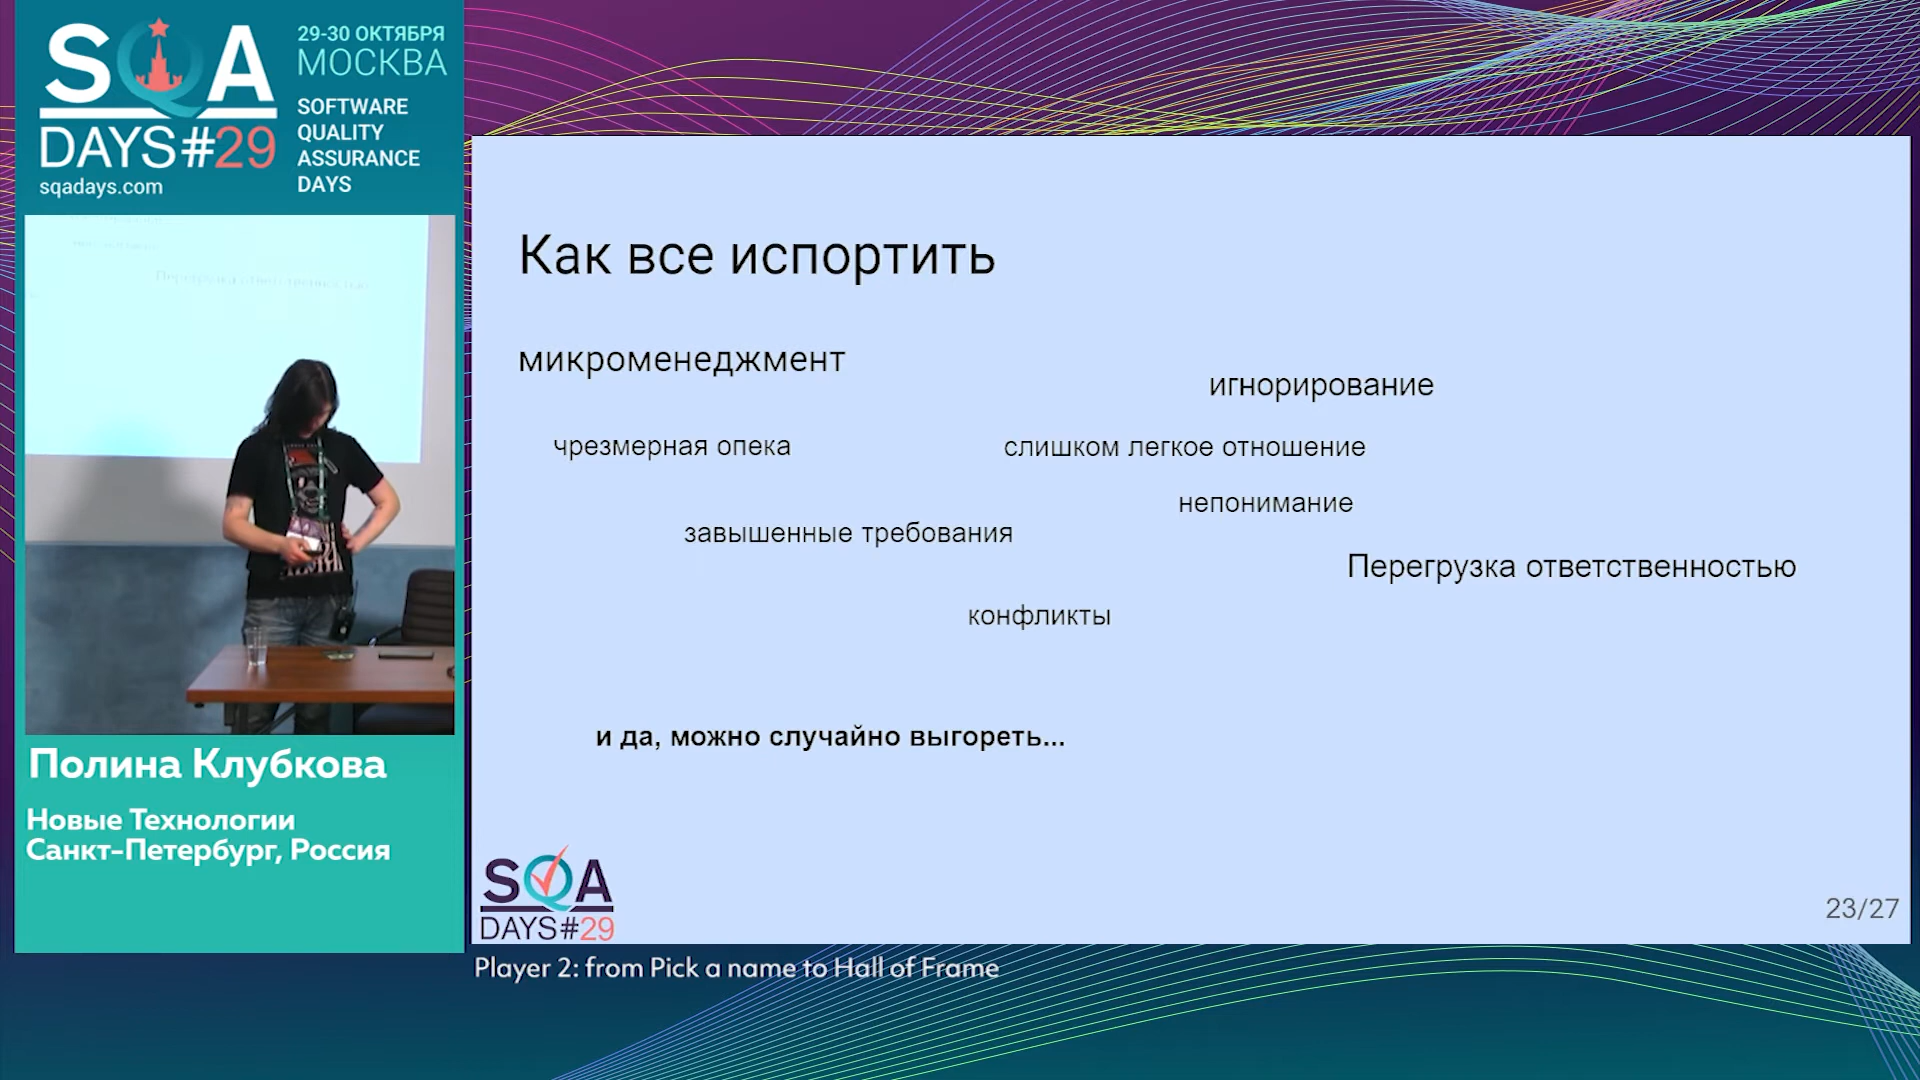 SQA
DAYS#29
sqadays.com
29-30 ОКТЯБРЯ
МОСКВА
SOFTWARE
QUALITY
ASSURANCE
DAYS
Перегрузка ответственностью
Полина Клубкова
Новые Технологии
Санкт-Петербург, Россия
Как все испортить
микроменеджмент
игнорирование
чрезмерная опека
слишком легкое отношение
непонимание
завышенные требования
Перегрузка ответственностью
конфликты
и да, можно случайно выгореть...
SQA
DAYS#29
23/27
Player 2: from Pick a name to Hall of Frame